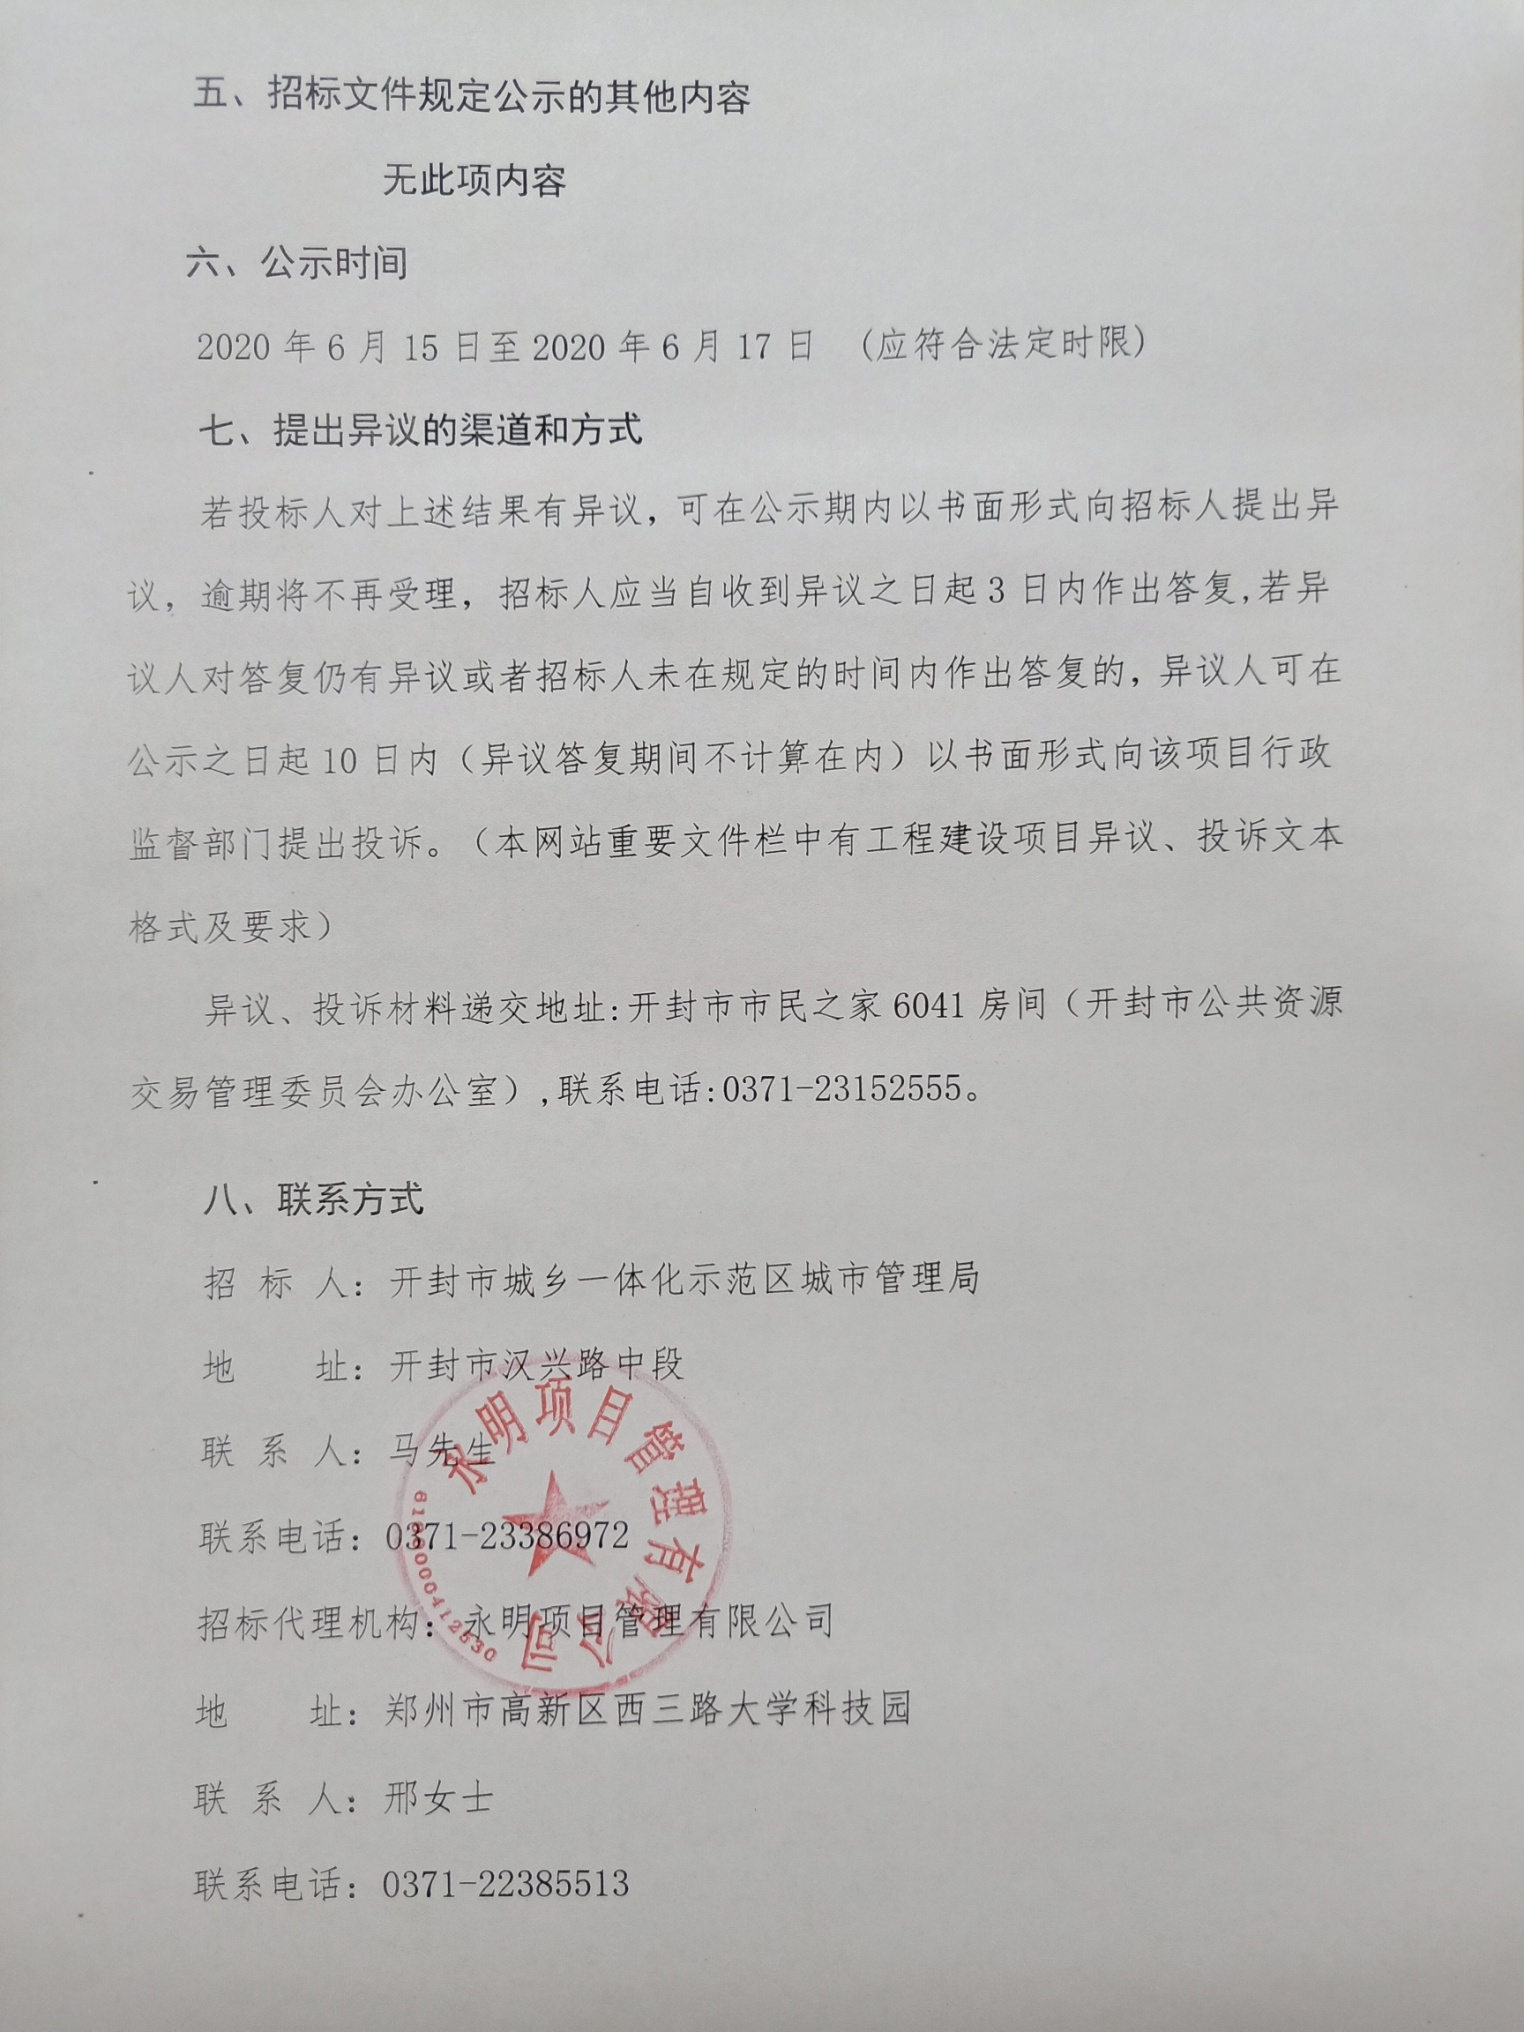 五、招标文件规定公示的其他内容
无此项内容
六、公示时间
2020 年 6 月 15 日至 2020 年 6 月 17 日 (应符合法定时限)
七、提出异议的渠道和方式
若投标人对上述结果有异议，可在公示期内以书面形式向招标人提出异
议，逾期将不再受理，招标人应当自收到异议之日起 3 日内作出答复,若异
议人对答复仍有异议或者招标人未在规定的时间内作出答复的，异议人可在
公示之日起 10 日内（异议答复期间不计算在内）以书面形式向该项目行政
监督部门提出投诉。（本网站重要文件栏中有工程建设项目异议、投诉文本
格式及要求）
异议、投诉材料递交地址:开封市市民之家 6041 房间（开封市公共资源
交易管理委员会办公室）,联系电话:0371-23152555。
八、联系方式
招 标 人：开封市城乡一体化示范区城市管理局
地 址：开封市汉兴路中段
联 系 人：马先生
联系电话：0371-23386972
招标代理机构：永明项目管理有限公司
地 址：郑州市高新区西三路大学科技园
联 系 人：邢女士
联系电话：0371-22385513
永明项目管理有限公司